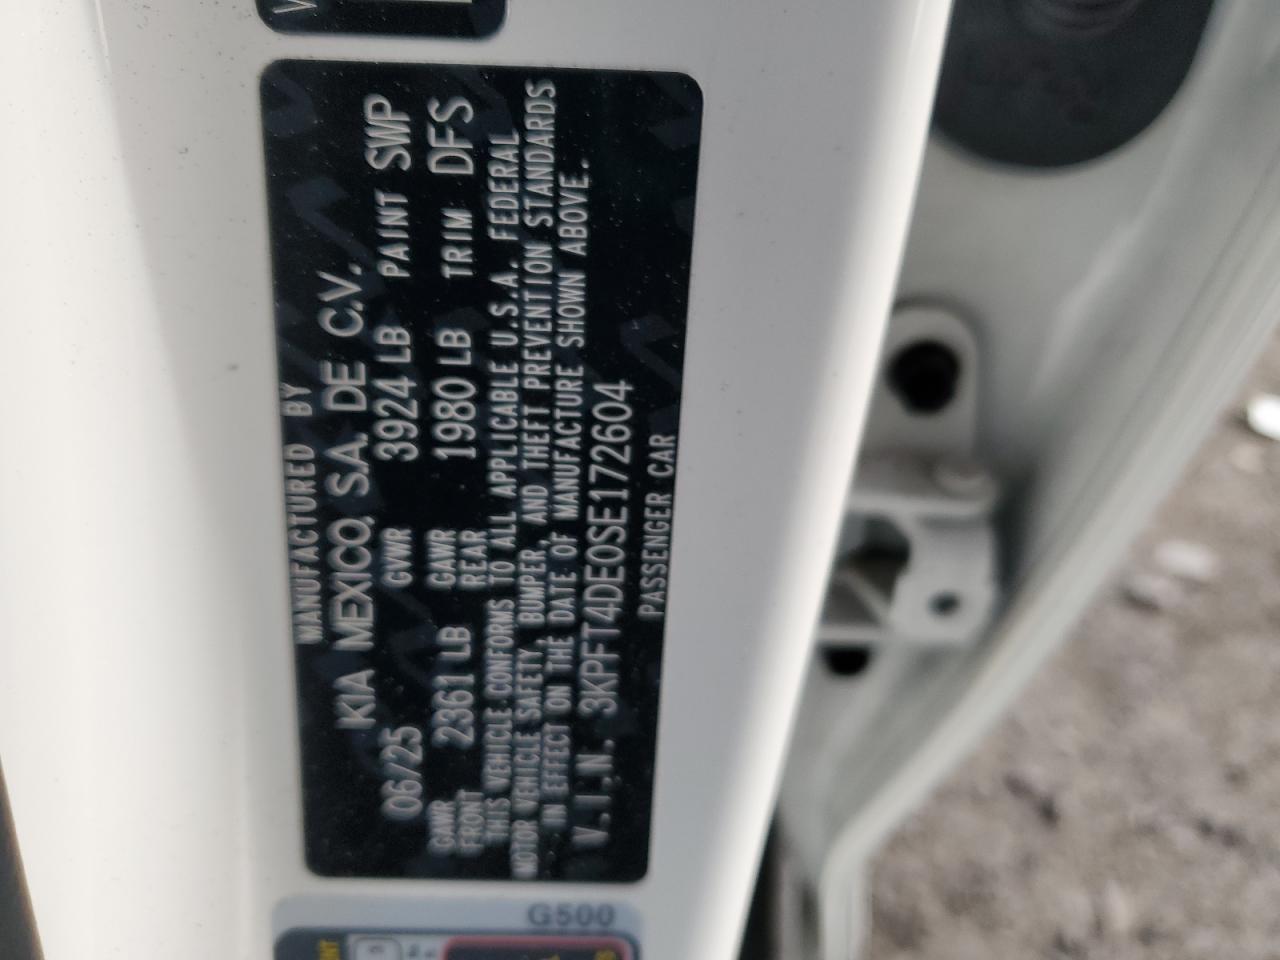 MANUFACTURED BY
KIA MEXICO, S.A. DE C.V.
06/25 GVWR 3924 LB PAINT SWP
GAWR FRONT 2361 LB GAWR REAR 1980 LB TRIM DFS
THIS VEHICLE CONFORMS TO ALL APPLICABLE U.S.A. FEDERAL
MOTOR VEHICLE SAFETY, BUMPER, AND THEFT PREVENTION STANDARDS
IN EFFECT ON THE DATE OF MANUFACTURE SHOWN ABOVE.
V.I.N. 3KPFT4DE0SE172604
PASSENGER CAR
G500